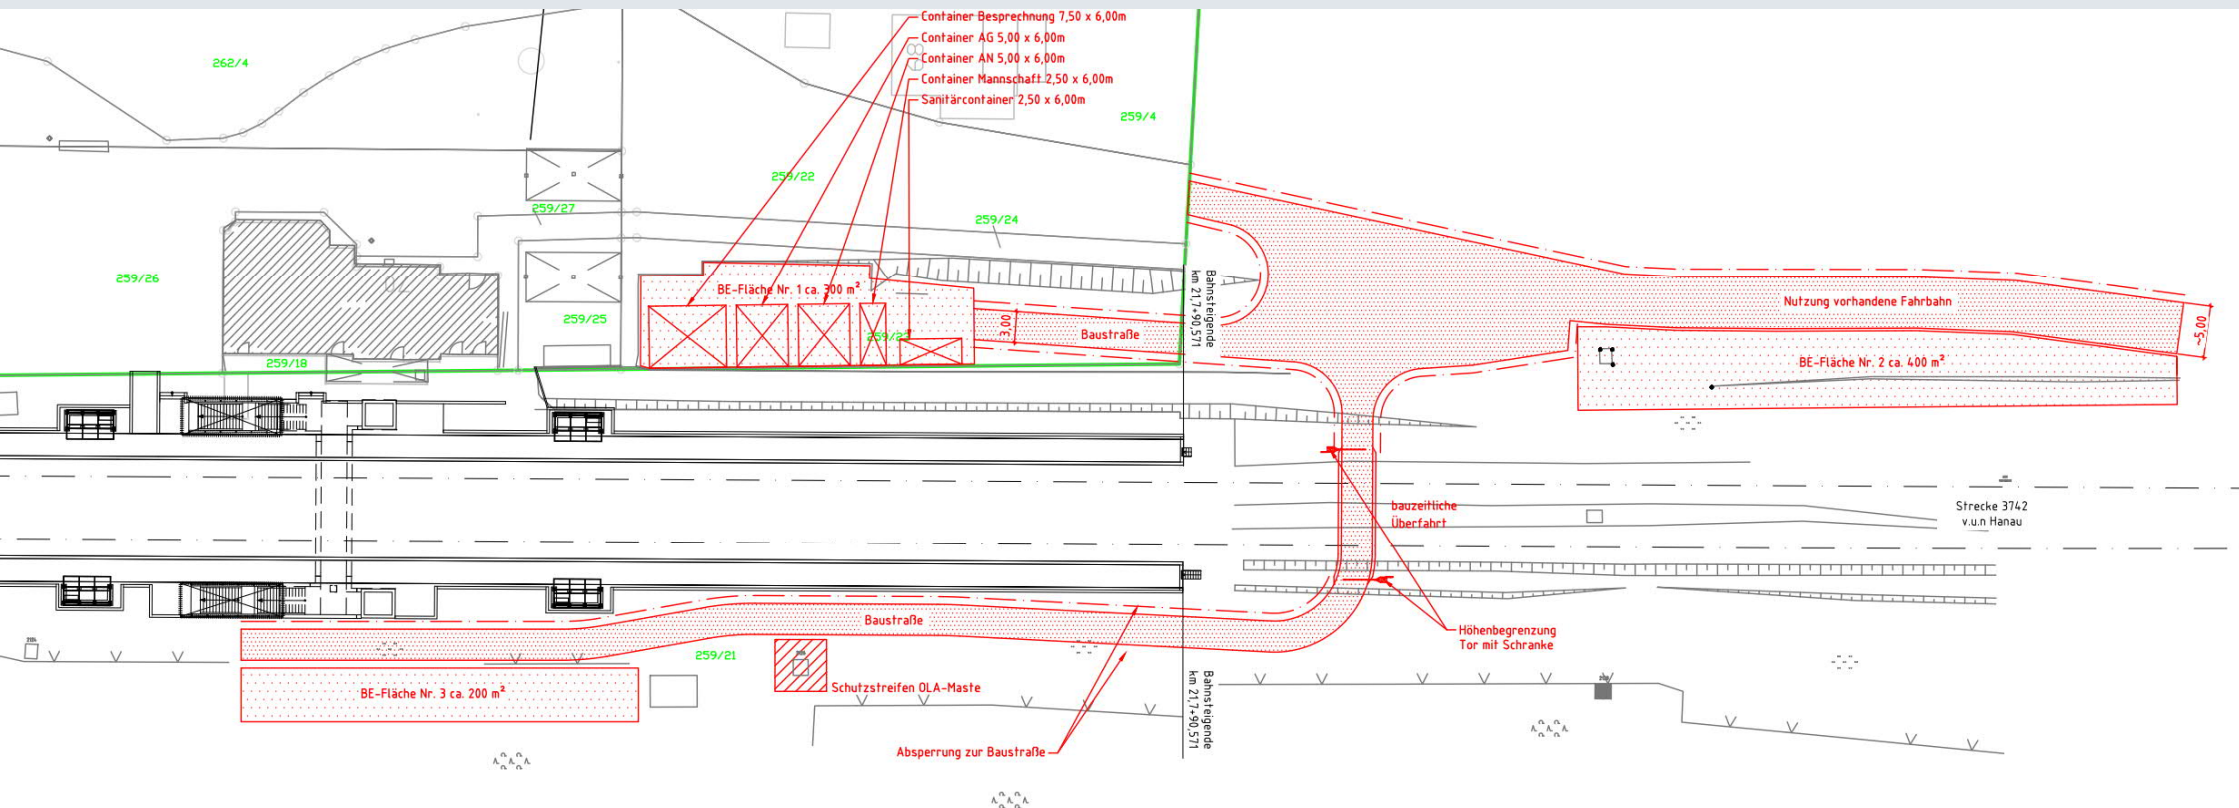 Container Besprechnung 7,50 x 6,00m
Container AG 5,00 x 6,00m
Container AN 5,00 x 6,00m
Container Mannschaft 2,50 x 6,00m
Sanitärcontainer 2,50 x 6,00m
262/4
259/4
259/22
259/27
259/24
259/26
BE-Fläche Nr. 1 ca. 300 m²
Bahnsteigende
km 21,7+90,571
Nutzung vorhandene Fahrbahn
259/25
3,00
Baustraße
~5,00
259/18
BE-Fläche Nr. 2 ca. 400 m²
bauzeitliche
Überfahrt
Strecke 3742
v.u.n Hanau
Baustraße
Höhenbegrenzung
Tor mit Schranke
259/21
BE-Fläche Nr. 3 ca. 200 m²
Schutzstreifen OLA-Maste
Bahnsteigende
km 21,7+90,571
Absperrung zur Baustraße